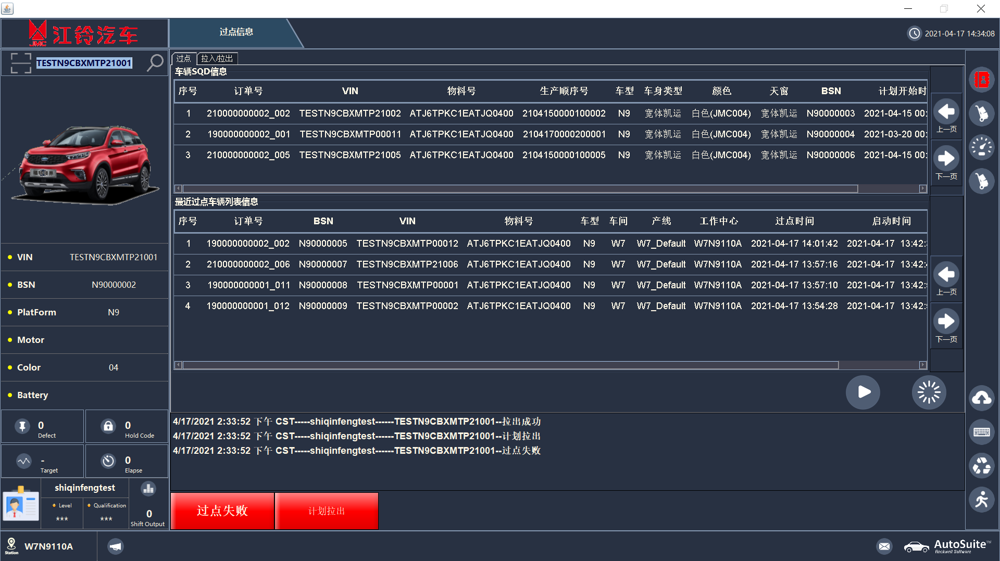 JMC 江铃汽车
过点信息
2021-04-17 14:34:08
TESTN9CBXMTP21001
过点 拉入/拉出
车辆SQD信息
序号 订单号 VIN 物料号 生产顺序号 车型 车身类型 颜色 天窗 BSN 计划开始时
1 210000000002_002 TESTN9CBXMTP21002 ATJ6TPKC1EATJQ0400 2104150000100002 N9 宽体凯运 白色(JMC004) 宽体凯运 N90000003 2021-04-15 00:
2 190000000002_001 TESTN9CBXMTP00011 ATJ6TPKC1EATJQ0400 2104170000200001 N9 宽体凯运 白色(JMC004) 宽体凯运 N90000004 2021-03-20 00:
3 210000000002_005 TESTN9CBXMTP21005 ATJ6TPKC1EATJQ0400 2104150000100005 N9 宽体凯运 白色(JMC004) 宽体凯运 N90000006 2021-04-15 00:
上一页
下一页
最近过点车辆列表信息
序号 订单号 BSN VIN 物料号 车型 车间 产线 工作中心 过点时间 启动时间
1 190000000002_002 N90000005 TESTN9CBXMTP00012 ATJ6TPKC1EATJQ0400 N9 W7 W7_Default W7N9110A 2021-04-17 14:01:42 2021-04-17 13:42:
2 210000000002_006 N90000007 TESTN9CBXMTP21006 ATJ6TPKC1EATJQ0400 N9 W7 W7_Default W7N9110A 2021-04-17 13:57:16 2021-04-17 13:42:
3 190000000001_011 N90000008 TESTN9CBXMTP00001 ATJ6TPKC1EATJQ0400 N9 W7 W7_Default W7N9110A 2021-04-17 13:57:10 2021-04-17 13:42:
4 190000000001_012 N90000009 TESTN9CBXMTP00002 ATJ6TPKC1EATJQ0400 N9 W7 W7_Default W7N9110A 2021-04-17 13:54:28 2021-04-17 13:42:
上一页
下一页
VIN TESTN9CBXMTP21001
BSN N90000002
PlatForm N9
Motor
Color 04
Battery
0 Defect
0 Hold Code
- Target
0 Elapse
shiqinfengtest
Level ***
Qualification ***
0
Shift Output
4/17/2021 2:33:52 下午 CST-----shiqinfengtest------TESTN9CBXMTP21001--拉出成功
4/17/2021 2:33:52 下午 CST-----shiqinfengtest------TESTN9CBXMTP21001--计划拉出
4/17/2021 2:33:52 下午 CST-----shiqinfengtest------TESTN9CBXMTP21001--过点失败
过点失败 计划拉出
Station W7N9110A
AutoSuite™
Rockwell Software